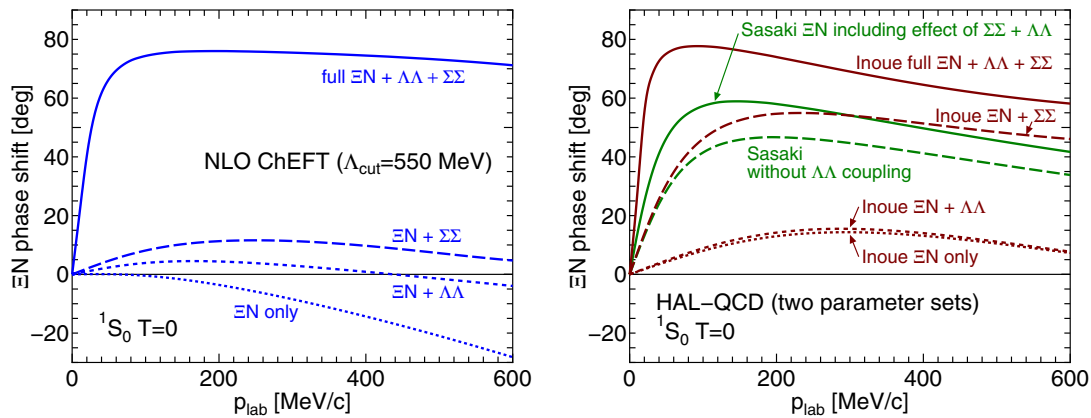 80
60
40
20
0
−20
0
200
400
600
ΞN phase shift [deg]
p_lab [MeV/c]
full ΞN + ΛΛ + ΣΣ
NLO ChEFT (Λ_cut=550 MeV)
ΞN + ΣΣ
ΞN + ΛΛ
ΞN only
¹S₀ T=0
80
60
40
20
0
−20
0
200
400
600
ΞN phase shift [deg]
p_lab [MeV/c]
Sasaki ΞN including effect of ΣΣ + ΛΛ
Inoue full ΞN + ΛΛ + ΣΣ
Inoue ΞN + ΣΣ
Sasaki
without ΛΛ coupling
Inoue ΞN + ΛΛ
Inoue ΞN only
HAL−QCD (two parameter sets)
¹S₀ T=0